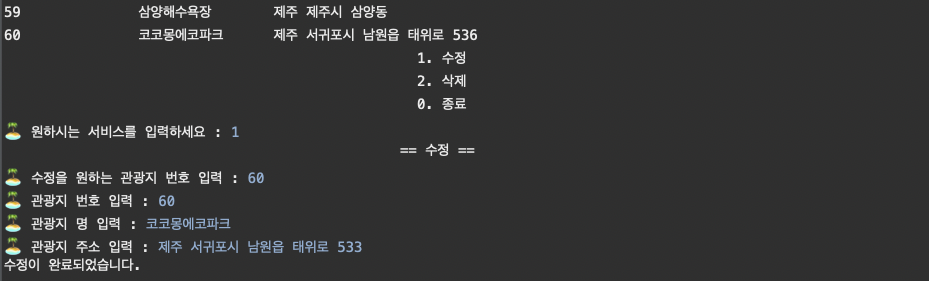 59 삼양해수욕장 제주 제주시 삼양동
60 코코몽에코파크 제주 서귀포시 남원읍 태위로 536
1. 수정
2. 삭제
0. 종료
🏝️ 원하시는 서비스를 입력하세요 : 1
== 수정 ==
🏝️ 수정을 원하는 관광지 번호 입력 : 60
🏝️ 관광지 번호 입력 : 60
🏝️ 관광지 명 입력 : 코코몽에코파크
🏝️ 관광지 주소 입력 : 제주 서귀포시 남원읍 태위로 533
수정이 완료되었습니다.